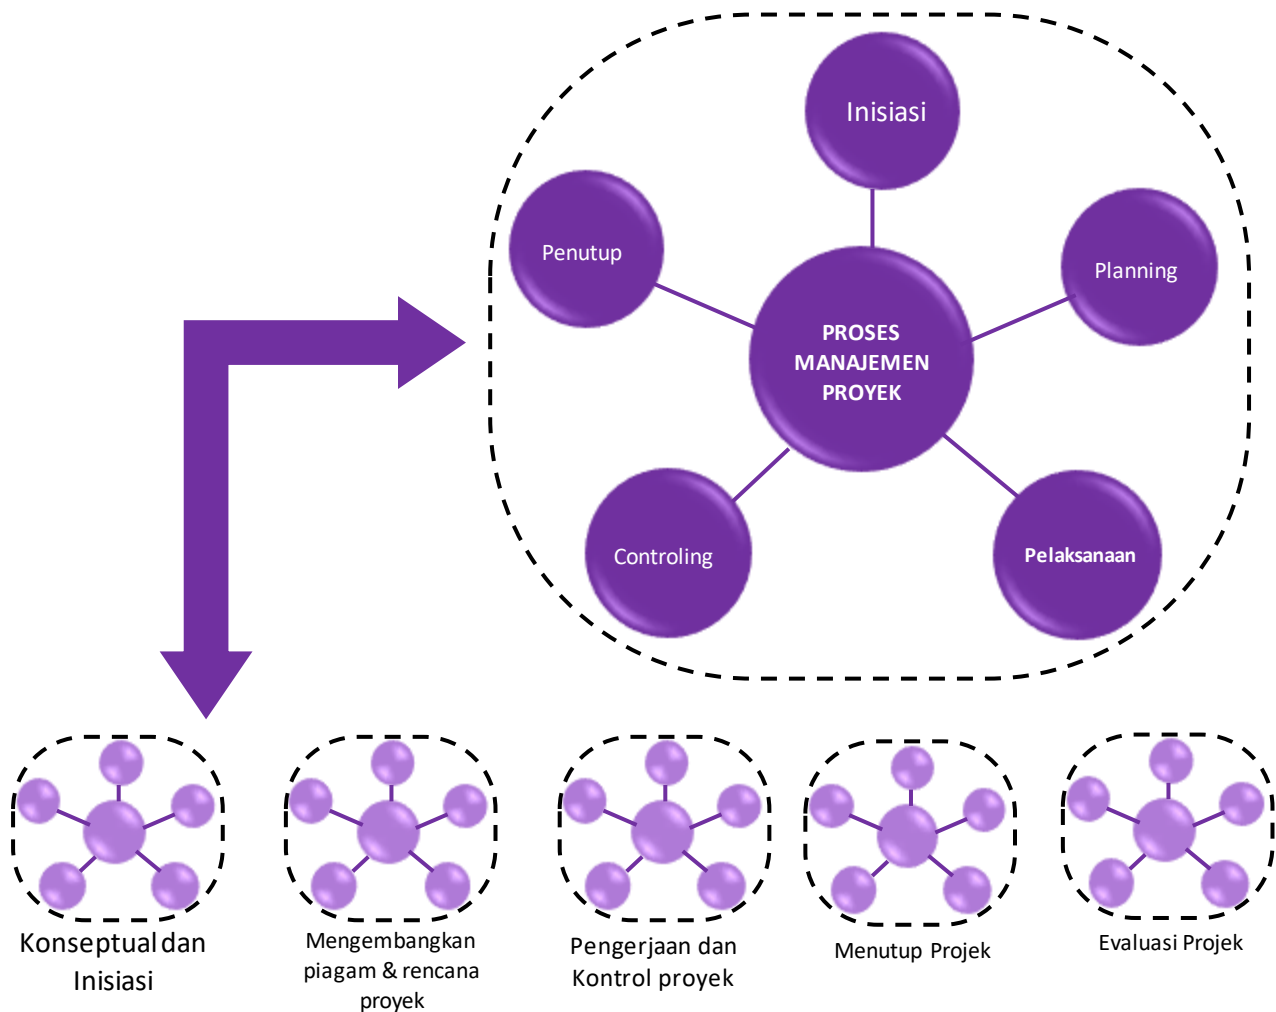 Inisiasi
Penutup
Planning
PROSES
MANAJEMEN
PROYEK
Controling
Pelaksanaan
Konseptual dan
Inisiasi
Mengembangkan
piagam & rencana
proyek
Pengerjaan dan
Kontrol proyek
Menutup Projek
Evaluasi Projek